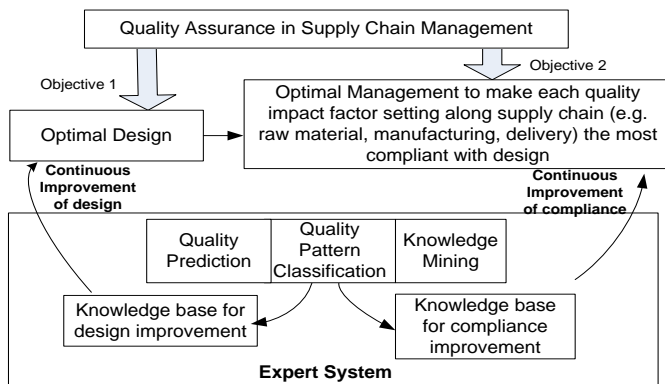 Quality Assurance in Supply Chain Management
Objective 1
Objective 2
Optimal Design
Optimal Management to make each quality
impact factor setting along supply chain (e.g.
raw material, manufacturing, delivery) the most
compliant with design
Continuous
Improvement
of design
Continuous
Improvement
of compliance
Quality
Prediction
Quality
Pattern
Classification
Knowledge
Mining
Knowledge base for
design improvement
Knowledge base
for compliance
improvement
Expert System